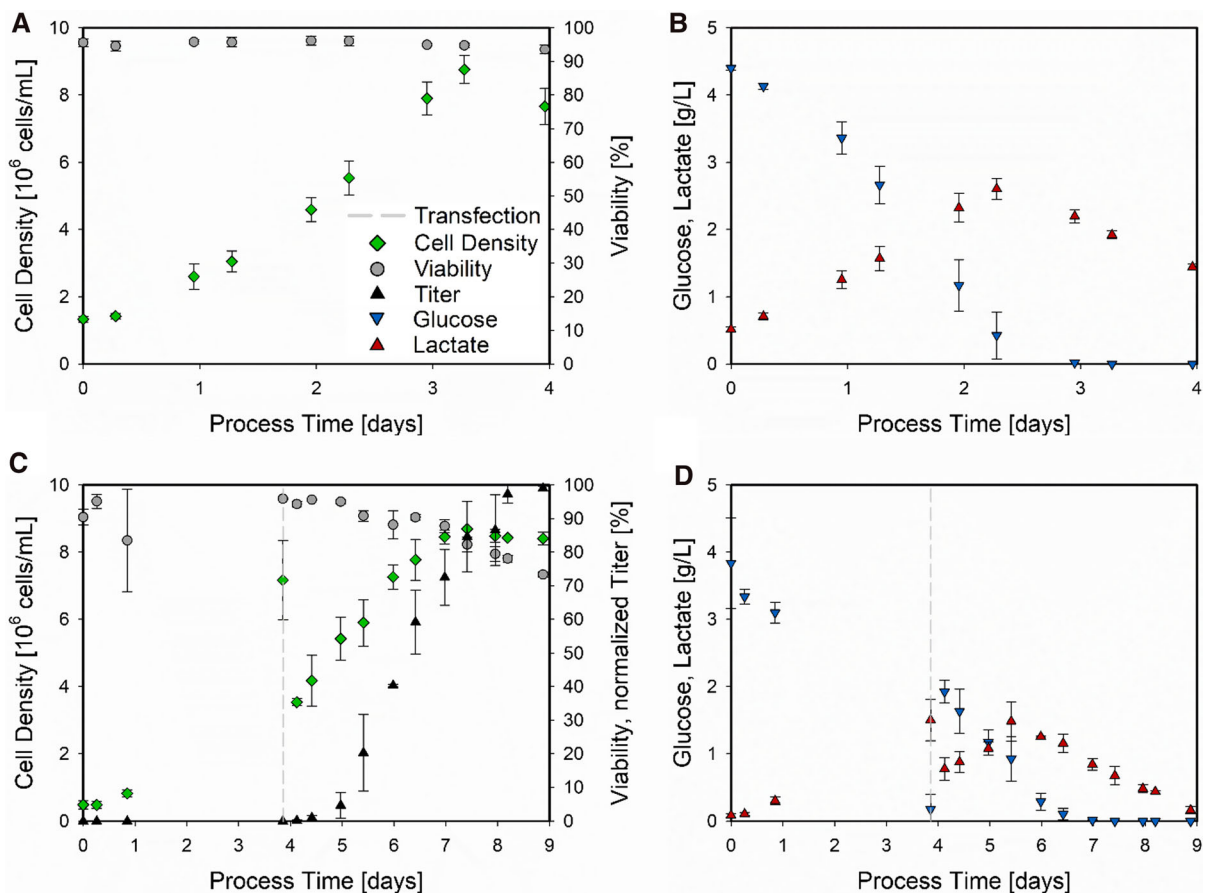 A
Cell Density [10⁶ cells/mL]
10
8
6
4
2
0
100
90
80
70
60
50
40
30
20
10
0
Viability [%]
Transfection
Cell Density
Viability
Titer
Glucose
Lactate
0 1 2 3 4
Process Time [days]
B
Glucose, Lactate [g/L]
5
4
3
2
1
0
0 1 2 3 4
Process Time [days]
C
Cell Density [10⁶ cells/mL]
10
8
6
4
2
0
100
90
80
70
60
50
40
30
20
10
0
Viability, normalized Titer [%]
0 1 2 3 4 5 6 7 8 9
Process Time [days]
D
Glucose, Lactate [g/L]
5
4
3
2
1
0
0 1 2 3 4 5 6 7 8 9
Process Time [days]